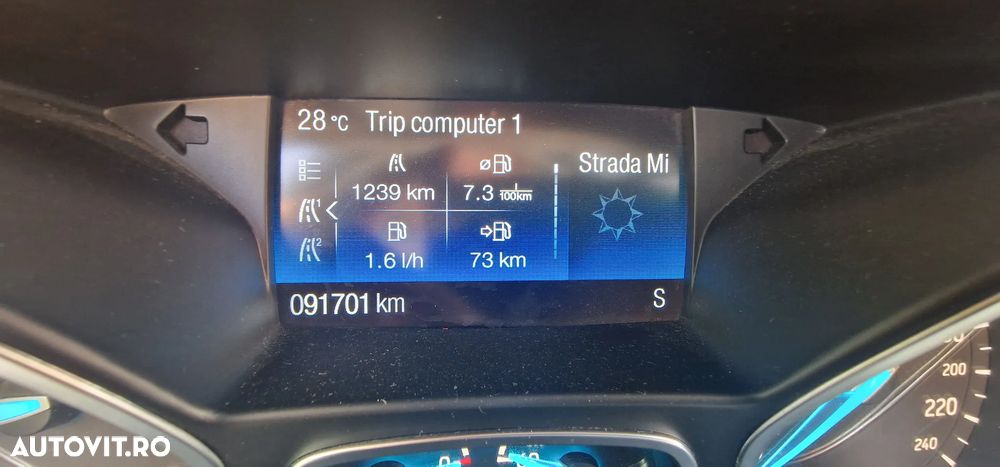 28 °C Trip computer 1
Strada Mi
1239 km 7.3 l/100km
1.6 l/h 73 km
091701 km S
200
220
240
AUTOVIT.RO